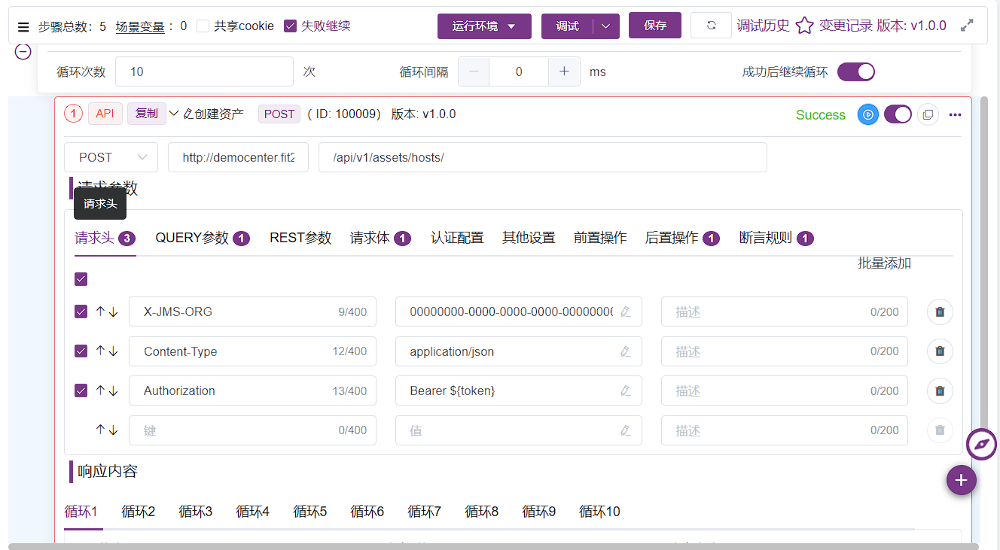 步骤总数: 5 场景变量 : 0 共享cookie 失败继续 运行环境 调试 保存 调试历史 变更记录 版本: v1.0.0
循环次数 10 次 循环间隔 0 ms 成功后继续循环
1 API 复制 创建资产 POST ( ID: 100009) 版本: v1.0.0 Success
POST http://democenter.fit2 /api/v1/assets/hosts/
请求参数
请求头
请求头 3 QUERY参数 1 REST参数 请求体 1 认证配置 其他设置 前置操作 后置操作 1 断言规则 1
批量添加
X-JMS-ORG 9/400 00000000-0000-0000-0000-00000000 描述 0/200
Content-Type 12/400 application/json 描述 0/200
Authorization 13/400 Bearer ${token} 描述 0/200
键 0/400 值 描述 0/200
响应内容
循环1 循环2 循环3 循环4 循环5 循环6 循环7 循环8 循环9 循环10